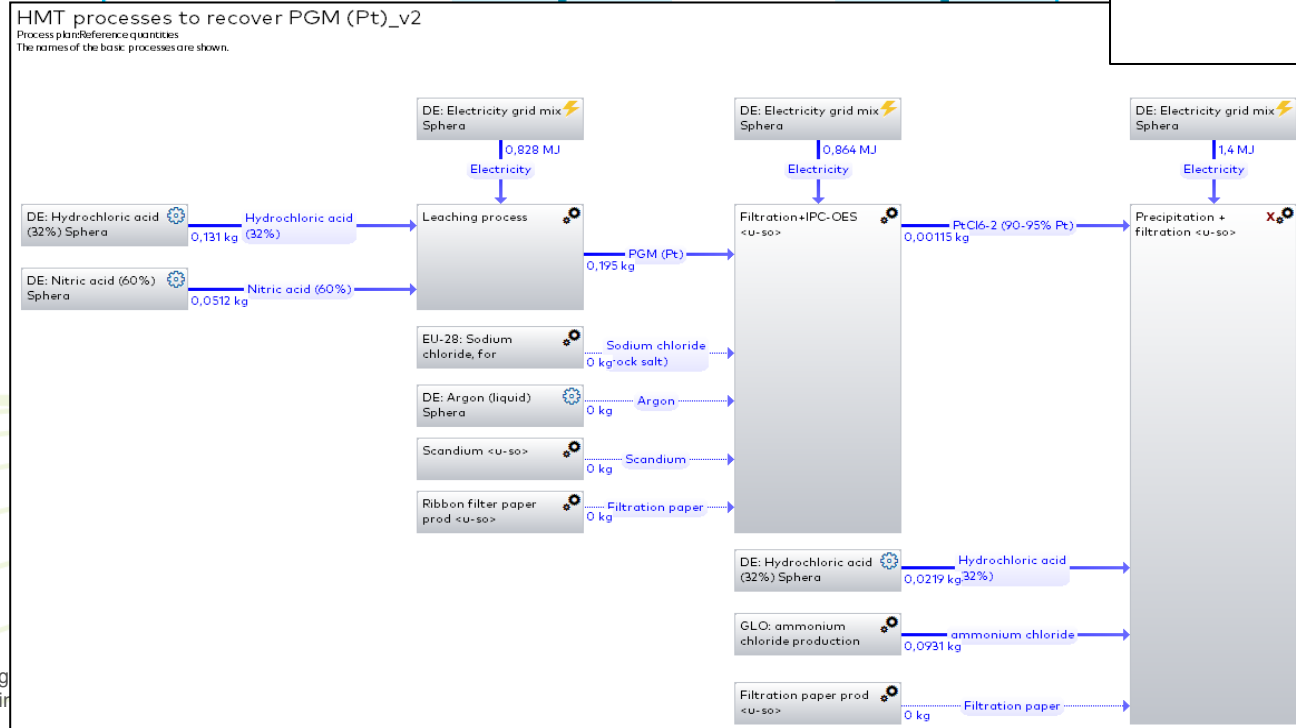 HMT processes to recover PGM (Pt)_v2
Process plan:Reference quantities
The names of the basic processes are shown.
DE: Electricity grid mix
Sphera
0,828 MJ
Electricity
DE: Electricity grid mix
Sphera
0,864 MJ
Electricity
DE: Electricity grid mix
Sphera
1,4 MJ
Electricity
DE: Hydrochloric acid
(32%) Sphera
0,131 kg
Hydrochloric acid
(32%)
DE: Nitric acid (60%)
Sphera
0,0512 kg
Nitric acid (60%)
Leaching process
PGM (Pt)
0,195 kg
Filtration+IPC-OES
<u-so>
PtCl6-2 (90-95% Pt)
0,00115 kg
Precipitation +
filtration <u-so>
X
EU-28: Sodium
chloride, for
Sodium chloride
0 kg
ock salt)
DE: Argon (liquid)
Sphera
Argon
0 kg
Scandium <u-so>
Scandium
0 kg
Ribbon filter paper
prod <u-so>
Filtration paper
0 kg
DE: Hydrochloric acid
(32%) Sphera
Hydrochloric acid
0,0219 kg
32%)
GLO: ammonium
chloride production
ammonium chloride
0,0931 kg
Filtration paper prod
<u-so>
Filtration paper
0 kg